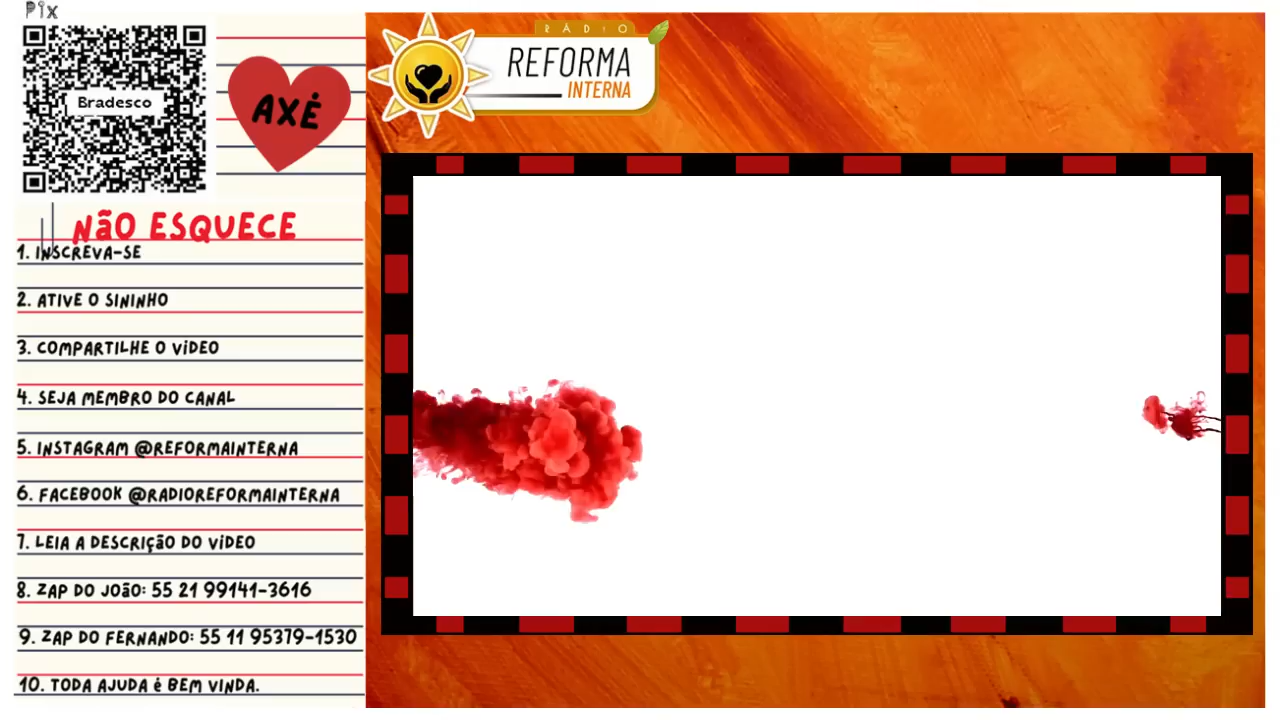 Pix
Bradesco
AXÉ
NÃO ESQUECE
1. INSCREVA-SE
2. ATIVE O SININHO
3. COMPARTILHE O VÍDEO
4. SEJA MEMBRO DO CANAL
5. INSTAGRAM @REFORMAINTERNA
6. FACEBOOK @RADIOREFORMAINTERNA
7. LEIA A DESCRIÇÃO DO VÍDEO
8. ZAP DO JOÃO: 55 21 99141-3616
9. ZAP DO FERNANDO: 55 11 95379-1530
10. TODA AJUDA É BEM VINDA.
RÁDIO
REFORMA
INTERNA